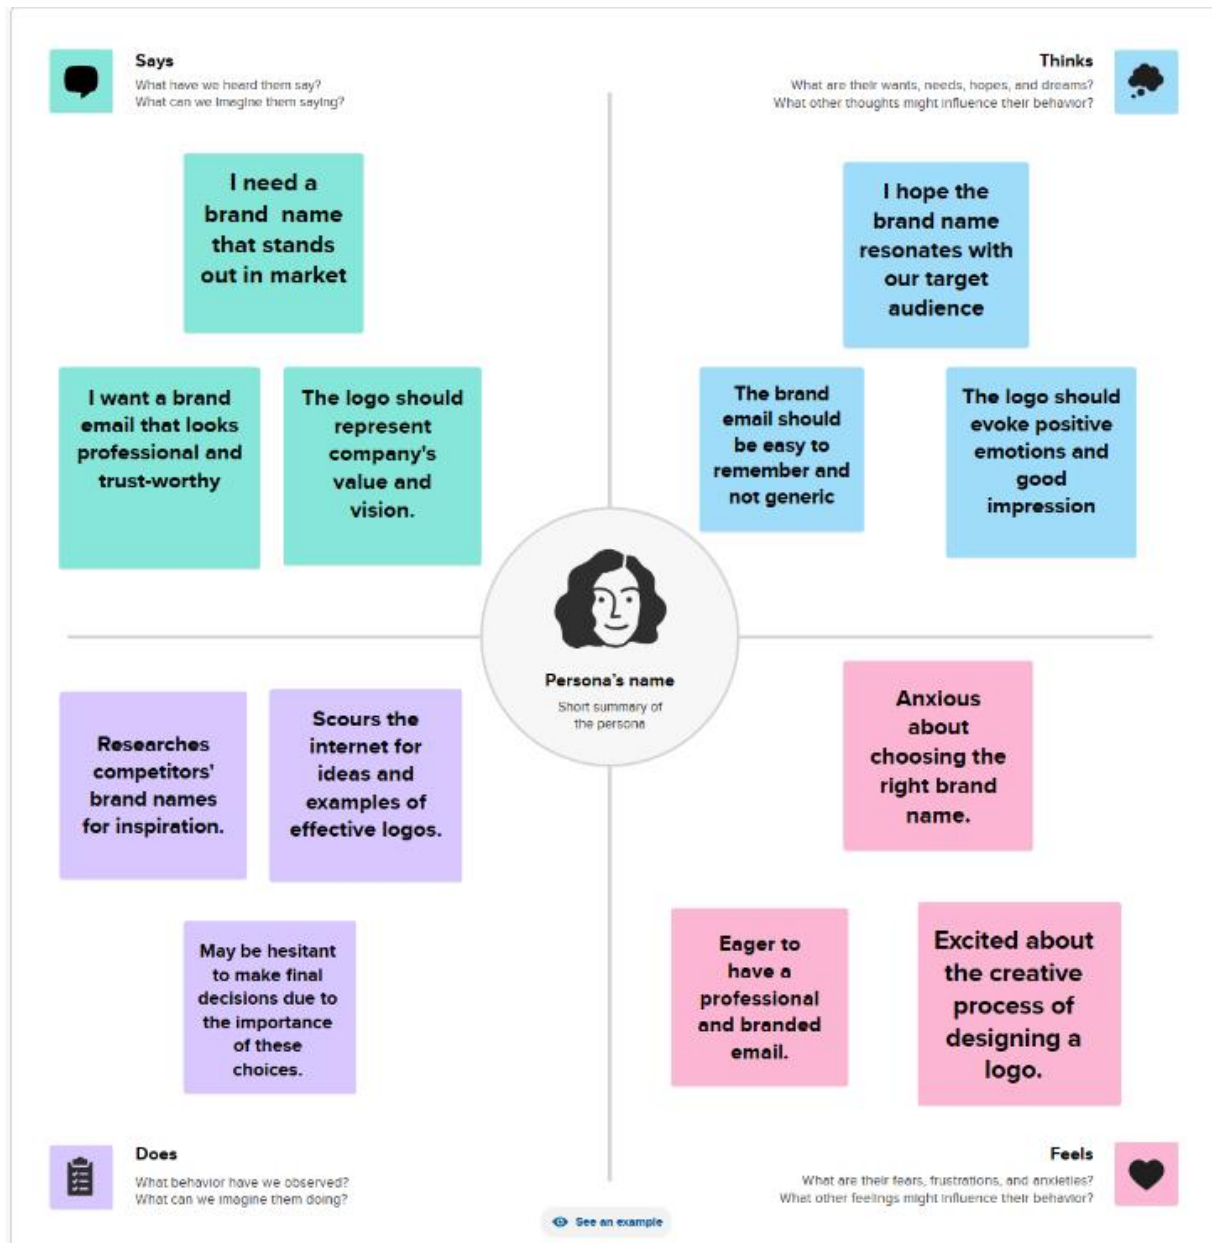 Says
What have we heard them say?
What can we imagine them saying?
Thinks
What are their wants, needs, hopes, and dreams?
What other thoughts might influence their behavior?
I need a
brand name
that stands
out in market
I want a brand
email that looks
professional and
trust-worthy
The logo should
represent
company's
value and
vision.
I hope the
brand name
resonates with
our target
audience
The brand
email should
be easy to
remember and
not generic
The logo should
evoke positive
emotions and
good
impression
Persona's name
Short summary of
the persona
Researches
competitors'
brand names
for inspiration.
Scours the
internet for
ideas and
examples of
effective logos.
May be hesitant
to make final
decisions due to
the importance
of these
choices.
Anxious
about
choosing the
right brand
name.
Eager to
have a
professional
and branded
email.
Excited about
the creative
process of
designing a
logo.
Does
What behavior have we observed?
What can we imagine them doing?
Feels
What are their fears, frustrations, and anxieties?
What other feelings might influence their behavior?
See an example